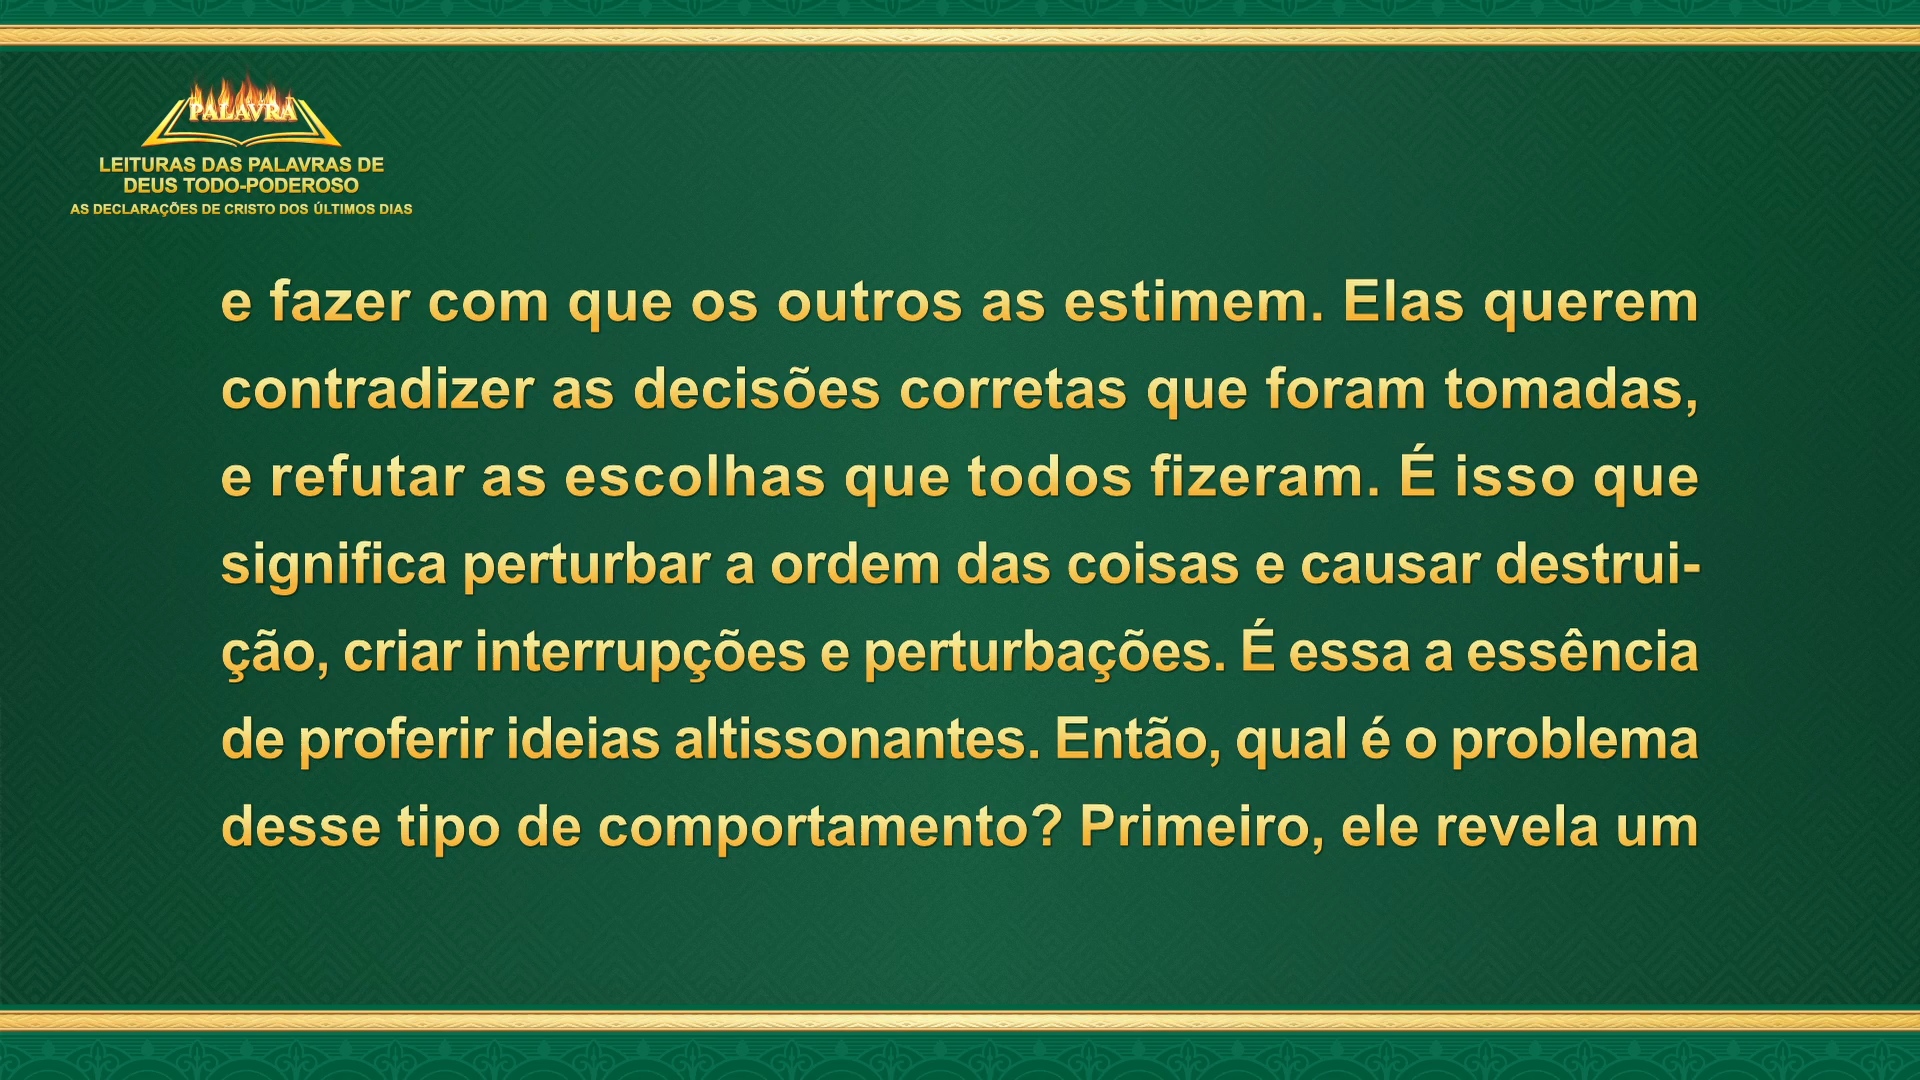 PALAVRA
LEITURAS DAS PALAVRAS DE
DEUS TODO-PODEROSO
AS DECLARAÇÕES DE CRISTO DOS ÚLTIMOS DIAS
e fazer com que os outros as estimem. Elas querem
contradizer as decisões corretas que foram tomadas,
e refutar as escolhas que todos fizeram. É isso que
significa perturbar a ordem das coisas e causar destrui-
ção, criar interrupções e perturbações. É essa a essência
de proferir ideias altissonantes. Então, qual é o problema
desse tipo de comportamento? Primeiro, ele revela um